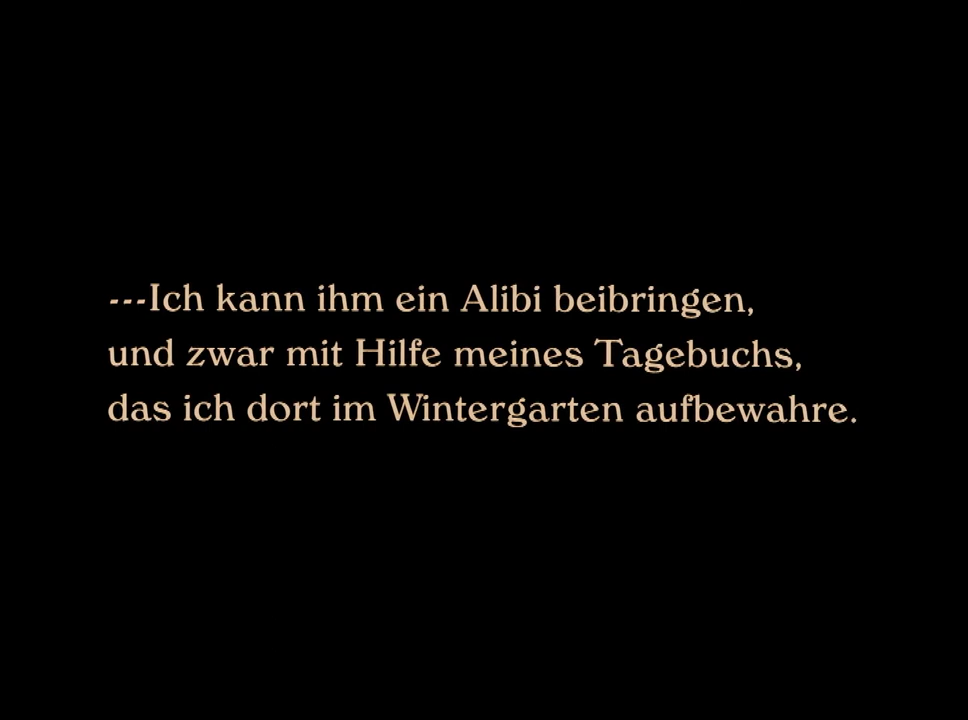 ---Ich kann ihm ein Alibi beibringen,
und zwar mit Hilfe meines Tagebuchs,
das ich dort im Wintergarten aufbewahre.